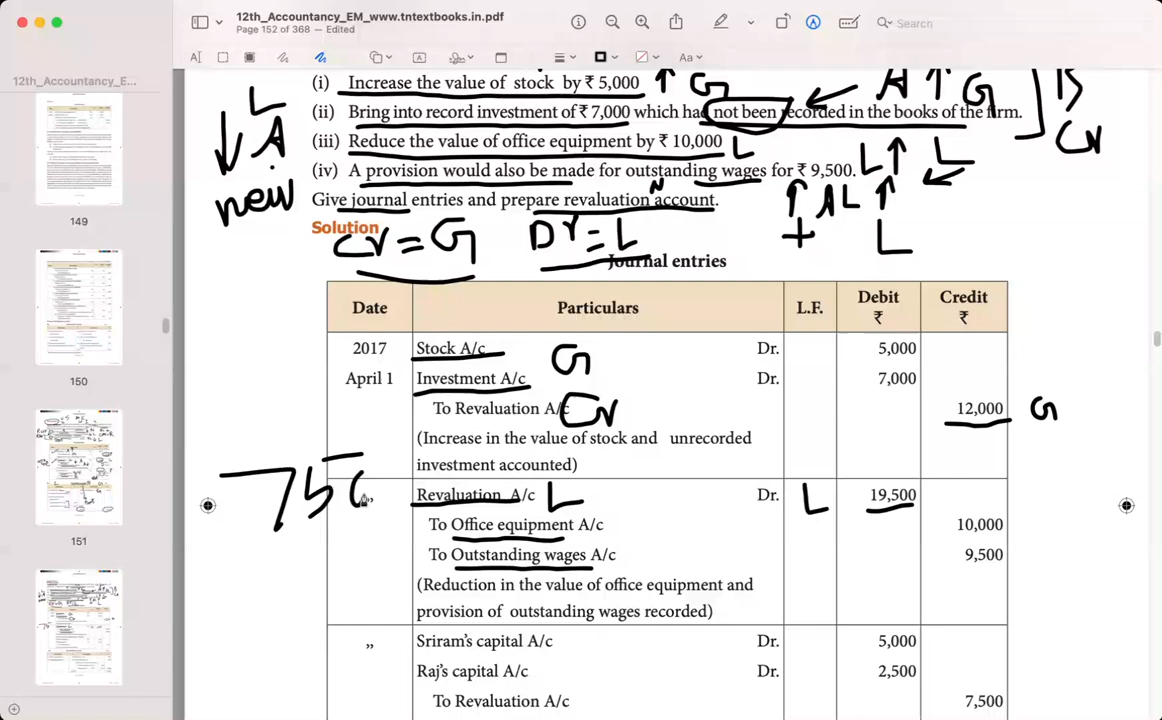 12th_Accountancy_EM_www.tntextbooks.in.pdf
Page 152 of 368 — Edited
Search
12th_Accountancy_E...
149
150
151
(i) Increase the value of stock by ₹ 5,000 ↑ G A ↑ G
(ii) Bring into record investment of ₹ 7,000 which had not been recorded in the books of the firm. Cr
(iii) Reduce the value of office equipment by ₹ 10,000 L
(iv) A provision would also be made for outstanding wages for ₹ 9,500. L ↑ L
L
A
new
Give journal entries and prepare revaluation account. ↑ AL ↑
+ L
Solution
Cr = G Dr = L
Journal entries
Date Particulars L.F. Debit ₹ Credit ₹
2017 Stock A/c Dr. 5,000
G
April 1 Investment A/c Dr. 7,000
To Revaluation A/c Cr 12,000 G
(Increase in the value of stock and unrecorded
investment accounted)
750
„ Revaluation A/c L Dr. L 19,500
To Office equipment A/c 10,000
To Outstanding wages A/c 9,500
(Reduction in the value of office equipment and
provision of outstanding wages recorded)
„ Sriram's capital A/c Dr. 5,000
Raj's capital A/c Dr. 2,500
To Revaluation A/c 7,500